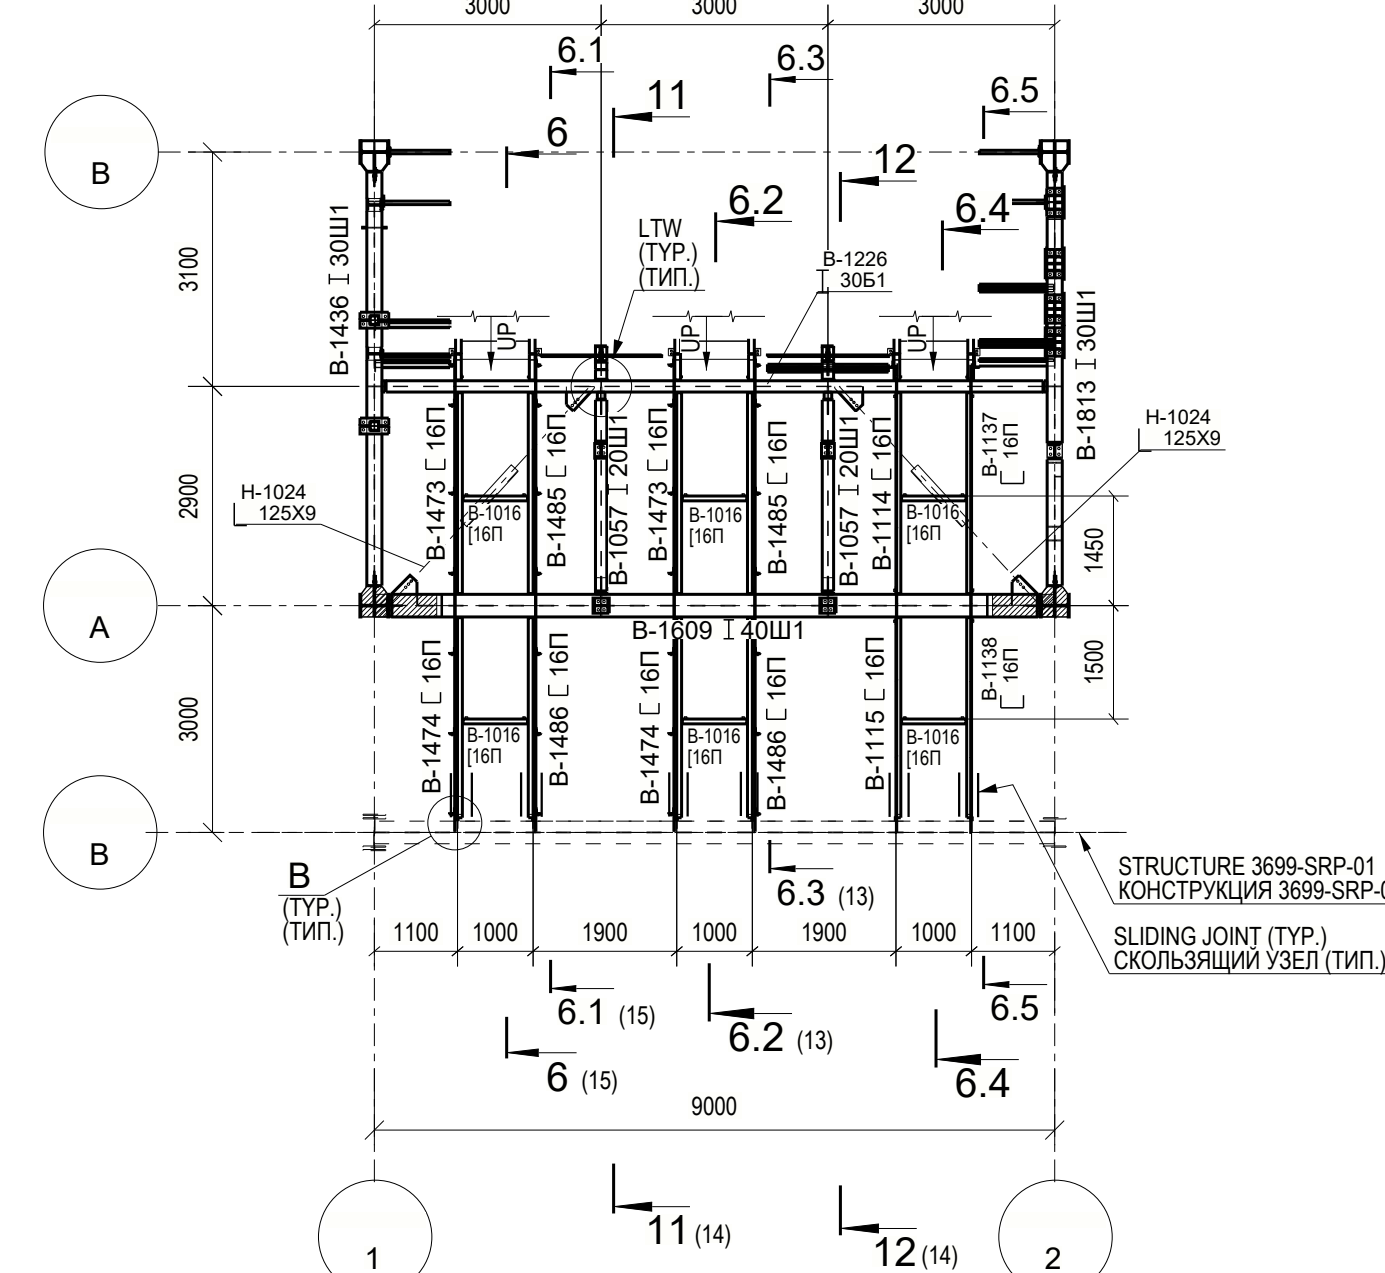 3000 3000 3000
6.1
6.3
11
6.5
6
B
12
6.2
6.4
LTW
(TYP.)
(ТИП.)
B-1226
I 30Б1
3100
B-1436 I 30Ш1
UP
UP
UP
B-1813 I 30Ш1
2900
H-1024
125X9
B-1473 [ 16П
B-1485 [ 16П
B-1057 I 20Ш1
B-1473 [ 16П
B-1485 [ 16П
B-1057 I 20Ш1
B-1114 [ 16П
B-1137
[ 16П
H-1024
125X9
B-1016
[16П
B-1016
[16П
B-1016
[16П
1450
A
B-1609 I 40Ш1
3000
B-1474 [ 16П
B-1486 [ 16П
B-1474 [ 16П
B-1486 [ 16П
B-1115 [ 16П
B-1138
[ 16П
1500
B-1016
[16П
B-1016
[16П
B-1016
[16П
B
B
(TYP.)
(ТИП.)
6.3 (13)
STRUCTURE 3699-SRP-01
КОНСТРУКЦИЯ 3699-SRP-0
SLIDING JOINT (TYP.)
СКОЛЬЗЯЩИЙ УЗЕЛ (ТИП.)
1100 1000 1900 1000 1900 1000 1100
6.1 (15)
6.2 (13)
6.5
6 (15)
6.4
9000
11 (14)
12 (14)
1
2